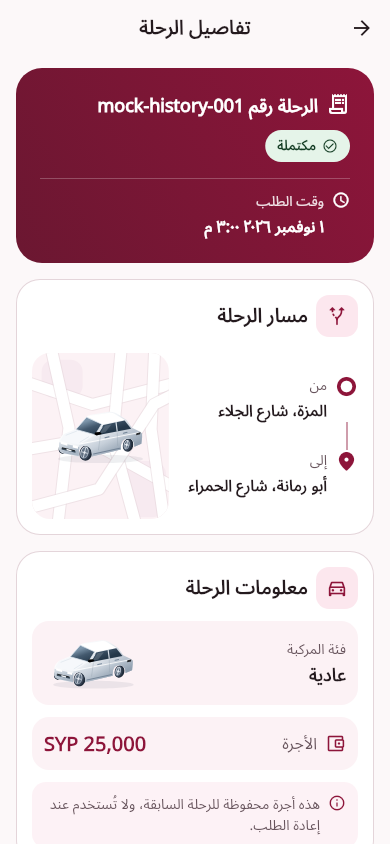 تفاصيل الرحلة
الرحلة رقم mock-history-001
مكتملة
وقت الطلب
١ نوفمبر ٢٠٢٦ ٣:٠٠ م
مسار الرحلة
من
المزة، شارع الجلاء
إلى
أبو رمانة، شارع الحمراء
معلومات الرحلة
فئة المركبة
عادية
الأجرة
SYP 25,000
هذه أجرة محفوظة للرحلة السابقة، ولا تُستخدم عند
إعادة الطلب.